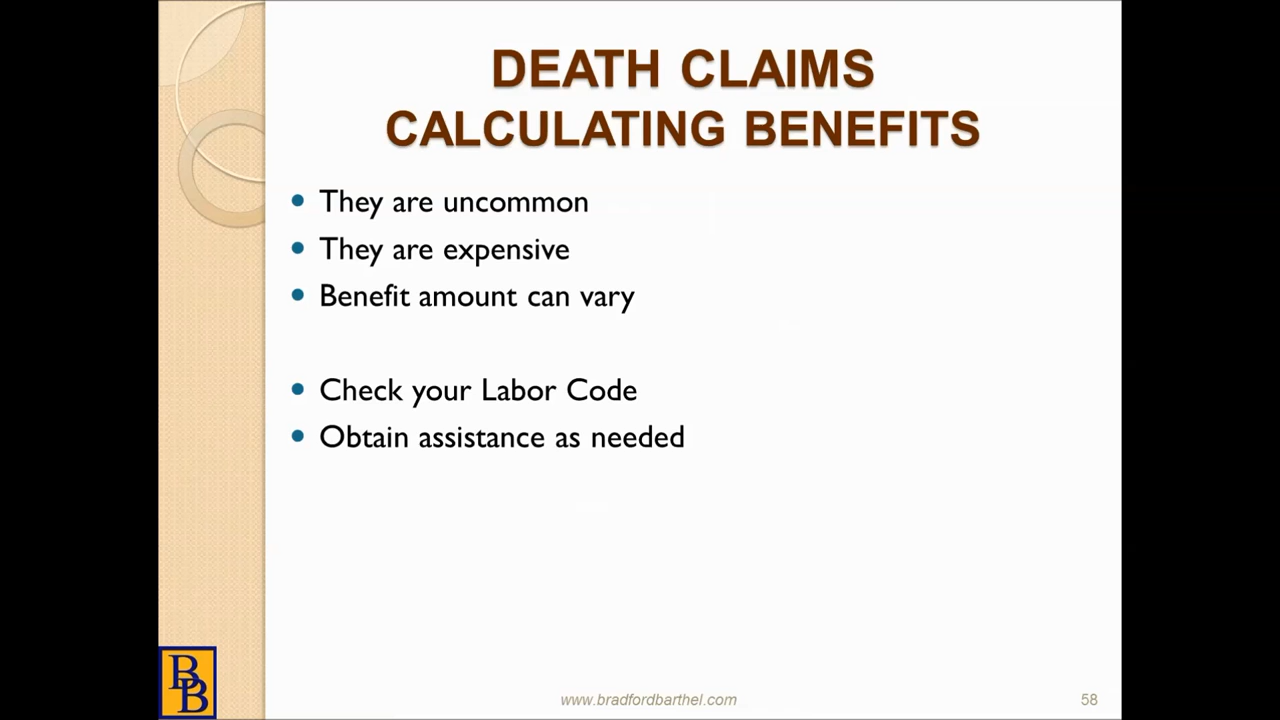 DEATH CLAIMS
CALCULATING BENEFITS
They are uncommon
They are expensive
Benefit amount can vary
Check your Labor Code
Obtain assistance as needed
BB
www.bradfordbarthel.com
58